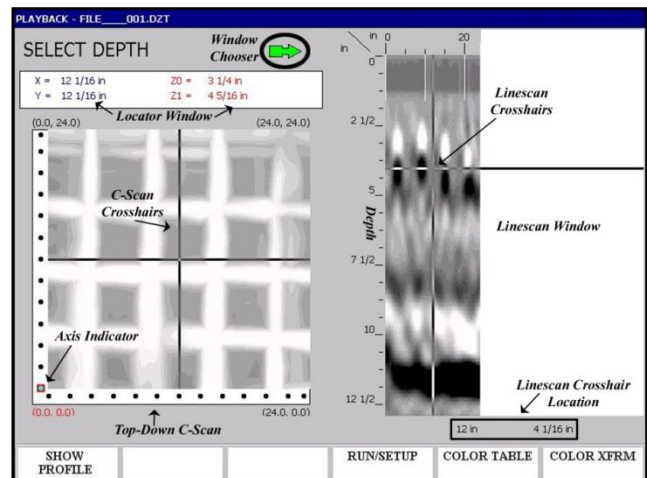 PLAYBACK - FILE____001.DZT
SELECT DEPTH
Window
Chooser
X = 12 1/16 in Z0 = 3 1/4 in
Y = 12 1/16 in Z1 = 4 5/16 in
Locator Window
(0.0, 24.0) (24.0, 24.0)
C-Scan
Crosshairs
Axis Indicator
(0.0, 0.0) (24.0, 0.0)
Top-Down C-Scan
in 0 20
in
0
2 1/2
5
Depth
7 1/2
10
12 1/2
Linescan
Crosshairs
Linescan Window
Linescan Crosshair
Location
12 in 4 1/16 in
SHOW
PROFILE
RUN/SETUP
COLOR TABLE
COLOR XFRM